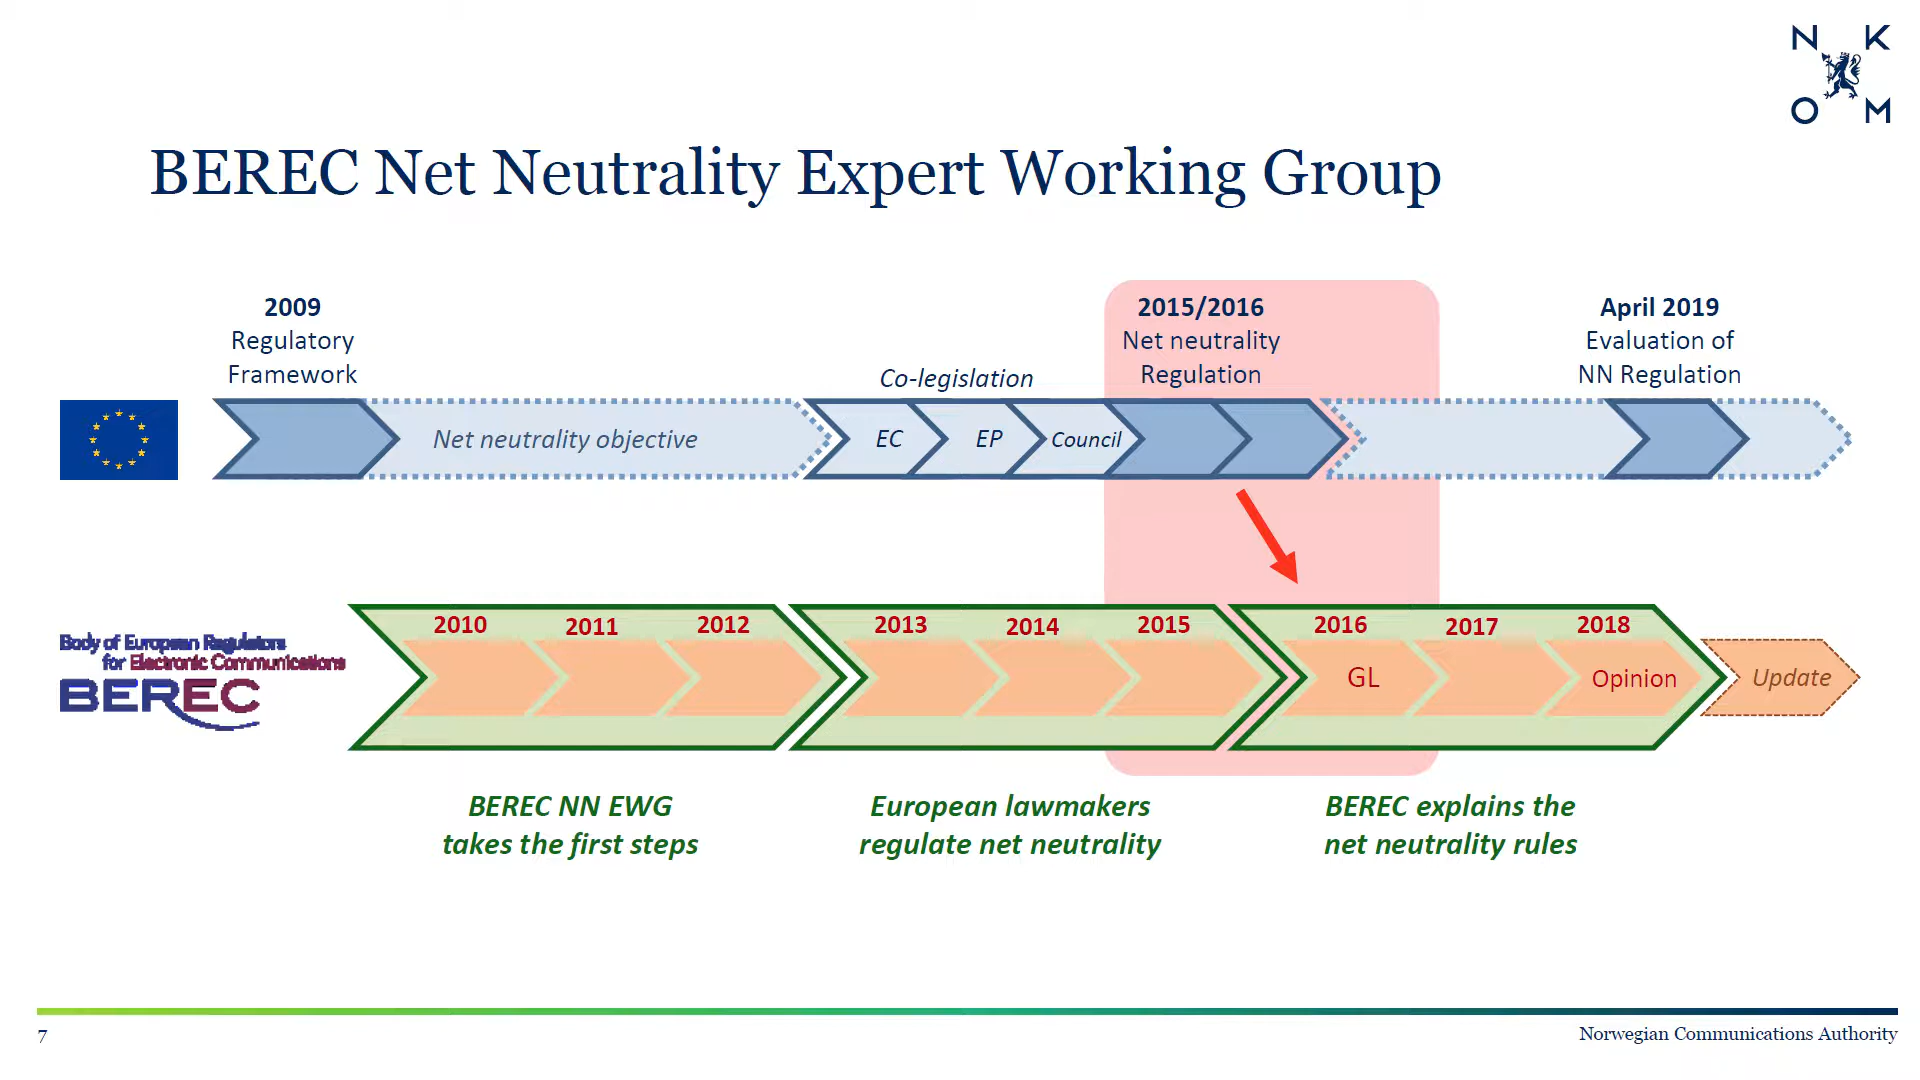 N K
O M
BEREC Net Neutrality Expert Working Group
2009
Regulatory
Framework
2015/2016
Net neutrality
Regulation
April 2019
Evaluation of
NN Regulation
Co-legislation
Net neutrality objective
EC
EP
Council
Body of European Regulators
for Electronic Communications
BEREC
2010
2011
2012
2013
2014
2015
2016
2017
2018
GL
Opinion
Update
BEREC NN EWG
takes the first steps
European lawmakers
regulate net neutrality
BEREC explains the
net neutrality rules
7
Norwegian Communications Authority